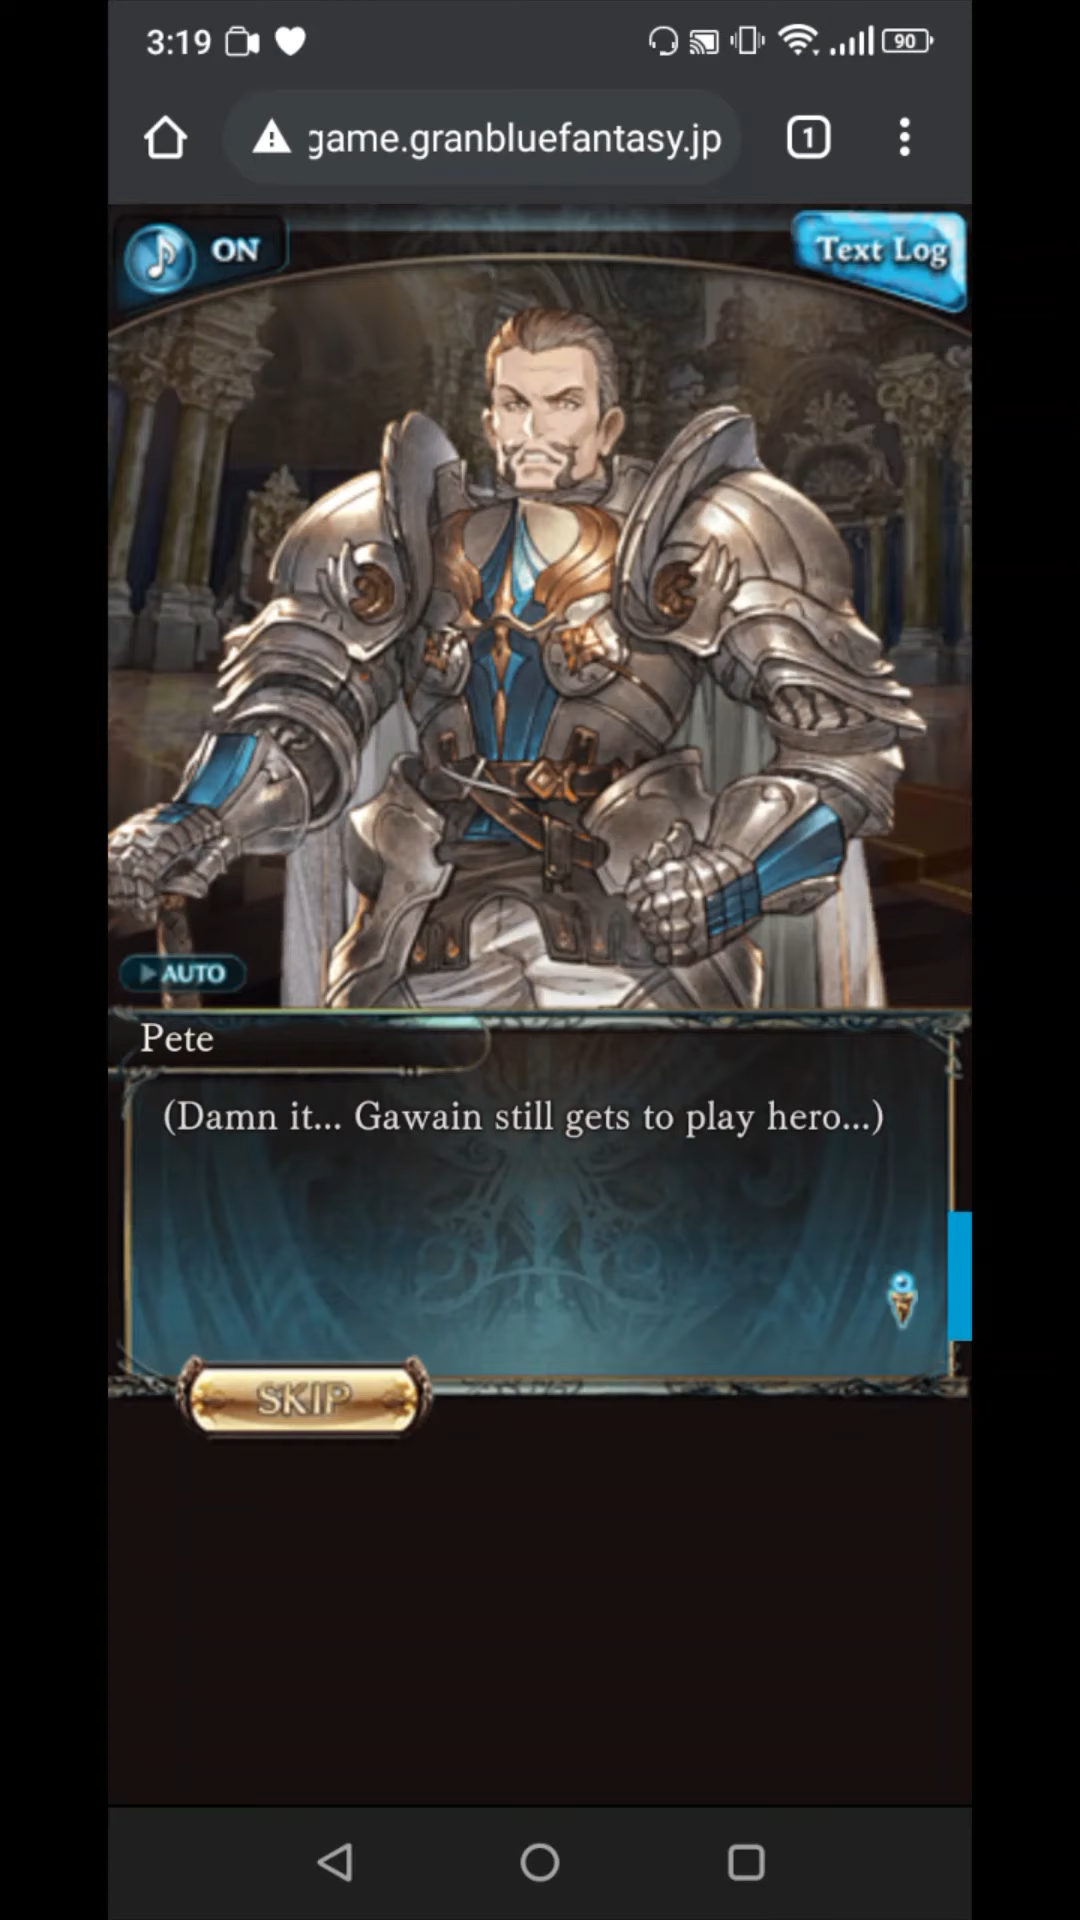 3:19
90
game.granbluefantasy.jp
1
ON
Text Log
AUTO
Pete
(Damn it... Gawain still gets to play hero...)
SKIP